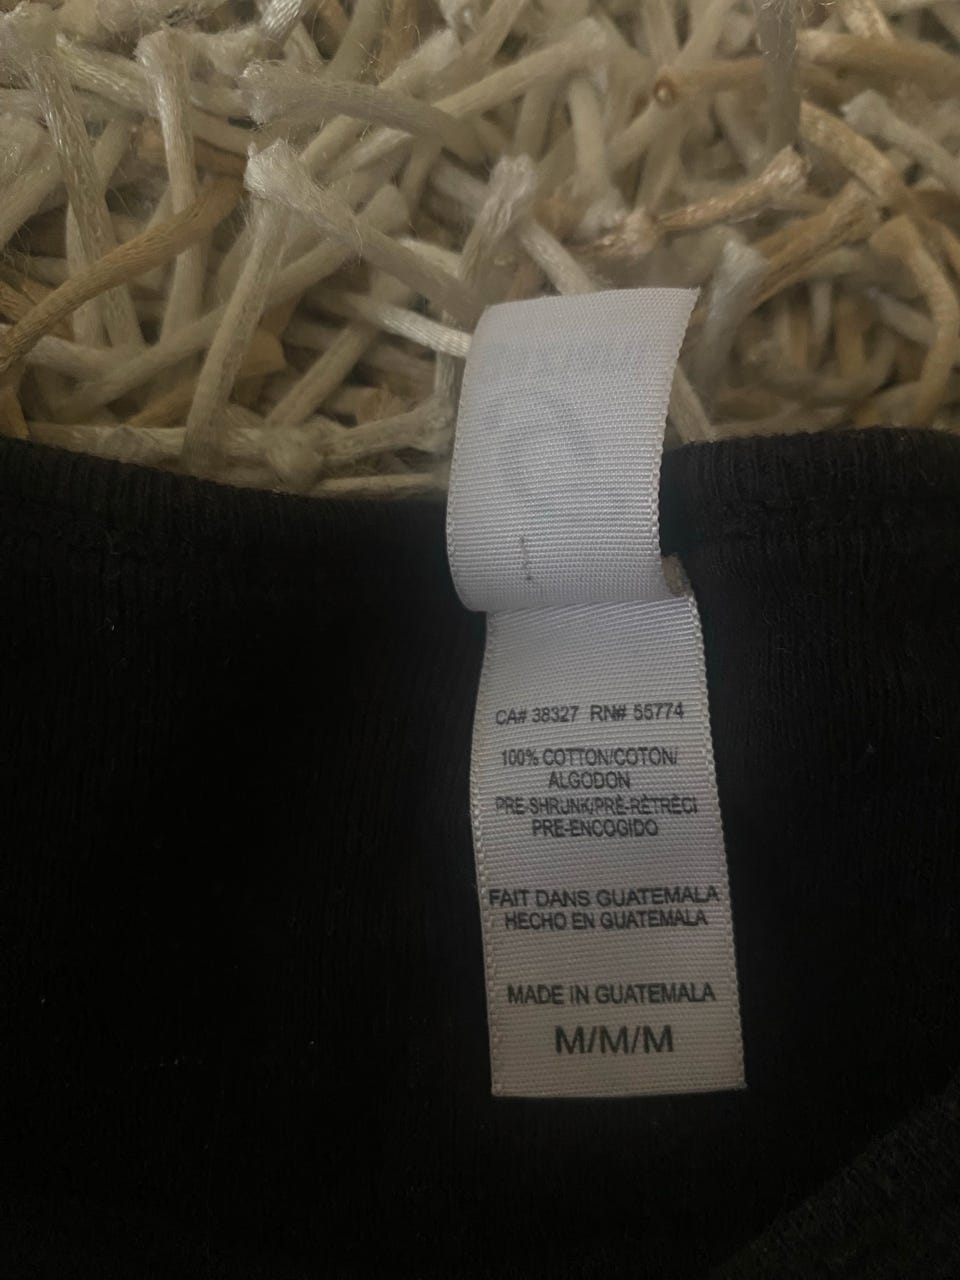 CA# 38327 RN# 55774
100% COTTON/COTON/
ALGODON
PRE-SHRUNK/PRÉ-RÉTRÉCI
PRE-ENCOGIDO
FAIT DANS GUATEMALA
HECHO EN GUATEMALA
MADE IN GUATEMALA
M/M/M